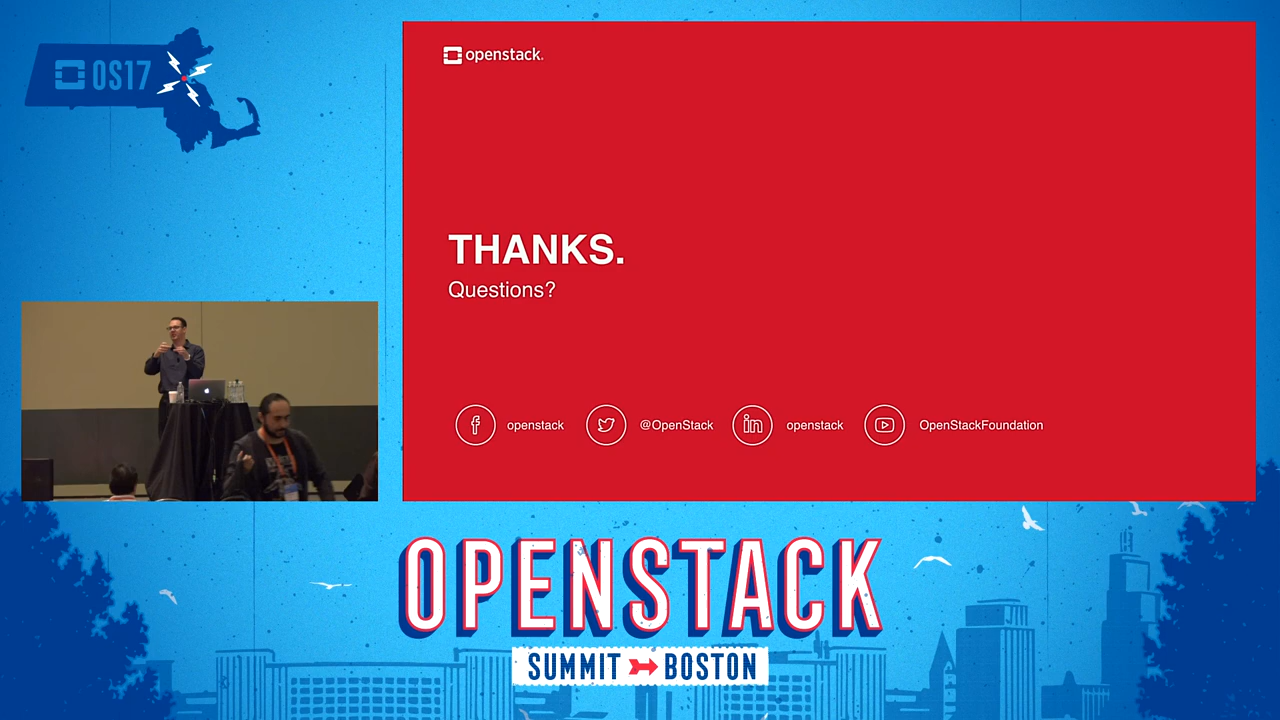 OS17
openstack.
THANKS.
Questions?
openstack
@OpenStack
openstack
OpenStackFoundation
OPENSTACK
SUMMIT BOSTON